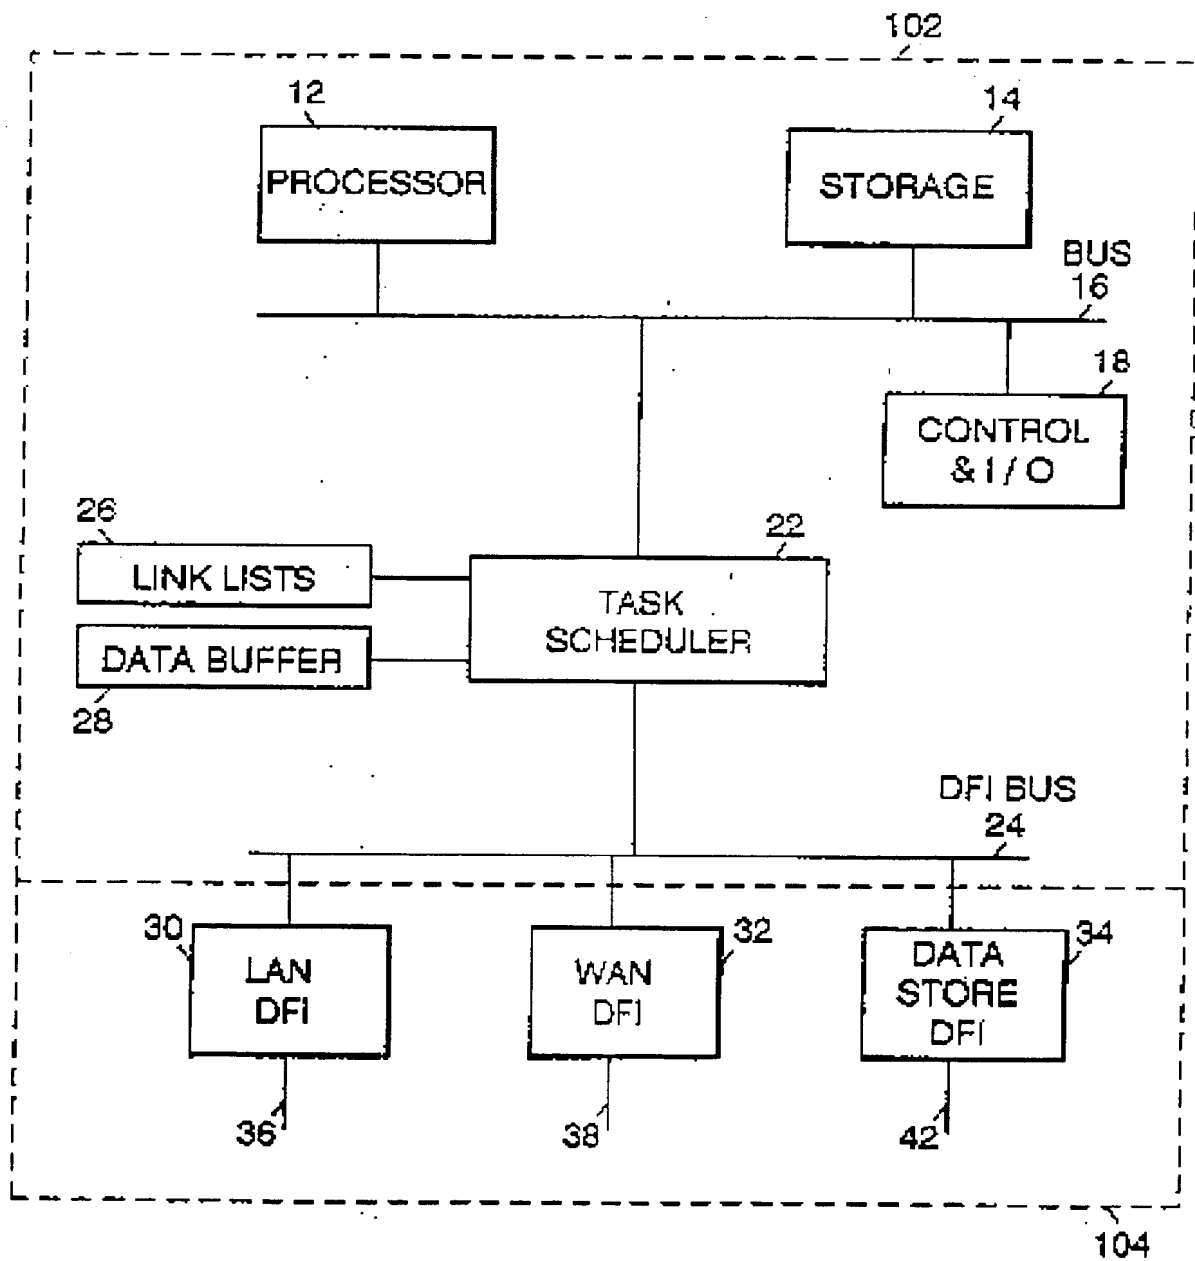 102
12
14
PROCESSOR
STORAGE
BUS
16
18
CONTROL
& I / O
26
22
LINK LISTS
TASK
SCHEDULER
DATA BUFFER
28
DFI BUS
24
30
LAN
DFI
32
WAN
DFI
34
DATA
STORE
DFI
36
38
42
104